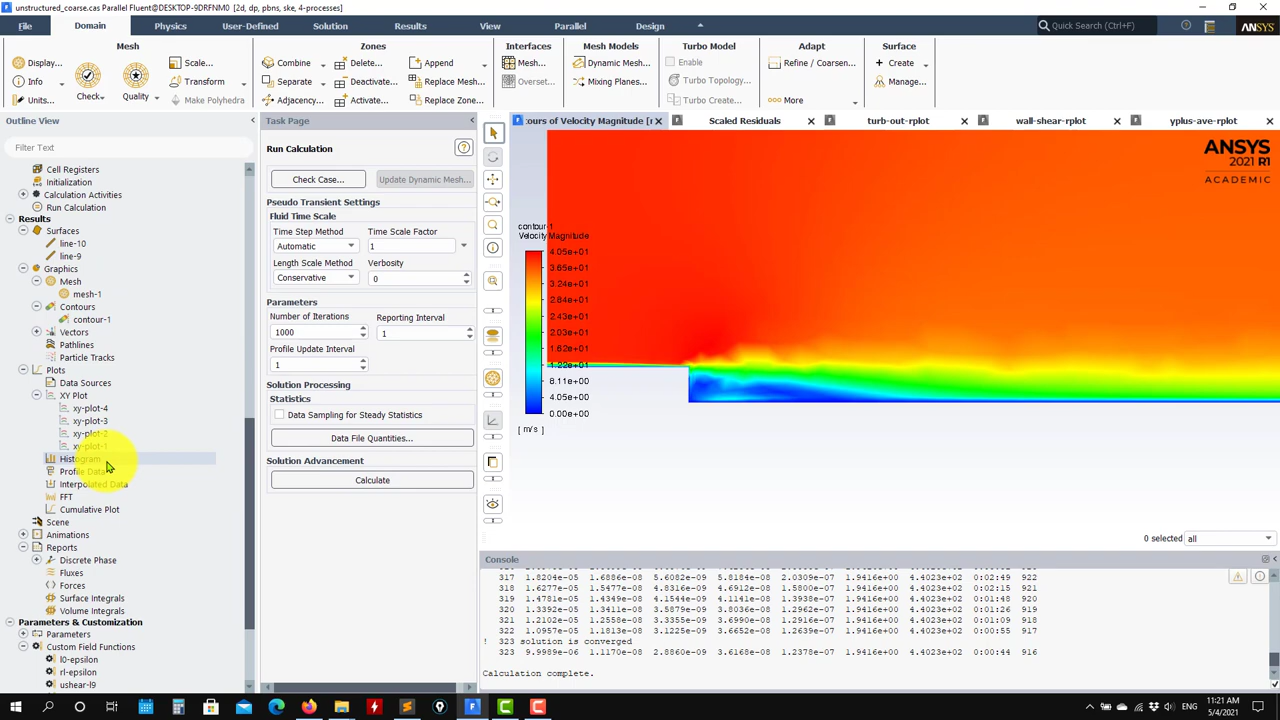 unstructured_coarse.cas Parallel Fluent@DESKTOP-9DRFNM0 [2d, dp, pbns, ske, 4-processes]
File Domain Physics User-Defined Solution Results View Parallel Design Quick Search (Ctrl+F) ANSYS
Mesh Zones Interfaces Mesh Models Turbo Model Adapt Surface
Display... Scale... Combine Delete... Append Mesh... Dynamic Mesh... Enable Refine / Coarsen... Create
Info Check Quality Transform Separate Deactivate... Replace Mesh... Overset... Mixing Planes... Turbo Topology... Manage...
Units... Make Polyhedra Adjacency... Activate... Replace Zone... Turbo Create... More
Outline View
Filter Text
Cell Registers
Initialization
Calculation Activities
Run Calculation
Results
Surfaces
line-10
line-9
Graphics
Mesh
mesh-1
Contours
contour-1
Vectors
Pathlines
Particle Tracks
Plots
Data Sources
XY Plot
xy-plot-4
xy-plot-3
xy-plot-2
xy-plot-1
Histogram
Profile Data
Interpolated Data
FFT
Cumulative Plot
Scene
Animations
Reports
Discrete Phase
Fluxes
Forces
Surface Integrals
Volume Integrals
Parameters & Customization
Parameters
Custom Field Functions
l0-epsilon
rl-epsilon
ushear-l9
Task Page
Run Calculation
Check Case... Update Dynamic Mesh...
Pseudo Transient Settings
Fluid Time Scale
Time Step Method Time Scale Factor
Automatic 1
Length Scale Method Verbosity
Conservative 0
Parameters
Number of Iterations Reporting Interval
1000 1
Profile Update Interval
1
Solution Processing
Statistics
Data Sampling for Steady Statistics
Data File Quantities...
Solution Advancement
Calculate
:ours of Velocity Magnitude [r Scaled Residuals turb-out-rplot wall-shear-rplot yplus-ave-rplot
ANSYS
2021 R1
ACADEMIC
contour-1
Velocity Magnitude
4.05e+01
3.65e+01
3.24e+01
2.84e+01
2.43e+01
2.03e+01
1.62e+01
1.22e+01
8.11e+00
4.05e+00
0.00e+00
[ m/s ]
0 selected all
Console
317 1.8204e-05 1.6886e-08 5.6082e-09 5.8184e-08 2.0309e-07 1.9416e+00 4.4023e+02 0:02:49 922
318 1.6277e-05 1.5477e-08 4.8316e-09 4.6912e-08 1.5800e-07 1.9416e+00 4.4023e+02 0:02:15 921
319 1.4781e-05 1.4349e-08 4.1544e-09 4.1141e-08 1.3938e-07 1.9416e+00 4.4023e+02 0:01:48 920
320 1.3392e-05 1.3411e-08 3.5879e-09 3.8036e-08 1.2962e-07 1.9416e+00 4.4023e+02 0:01:26 919
321 1.2102e-05 1.2558e-08 3.3569e-09 3.6990e-08 1.2692e-07 1.9416e+00 4.4023e+02 0:01:09 918
322 1.0957e-05 1.1813e-08 3.1225e-09 3.6652e-08 1.2639e-07 1.9416e+00 4.4023e+02 0:00:55 917
! 323 solution is converged
323 9.9989e-06 1.1170e-08 2.8860e-09 3.6168e-08 1.2378e-07 1.9416e+00 4.4023e+02 0:00:44 916
Calculation complete.
11:21 AM
5/4/2021